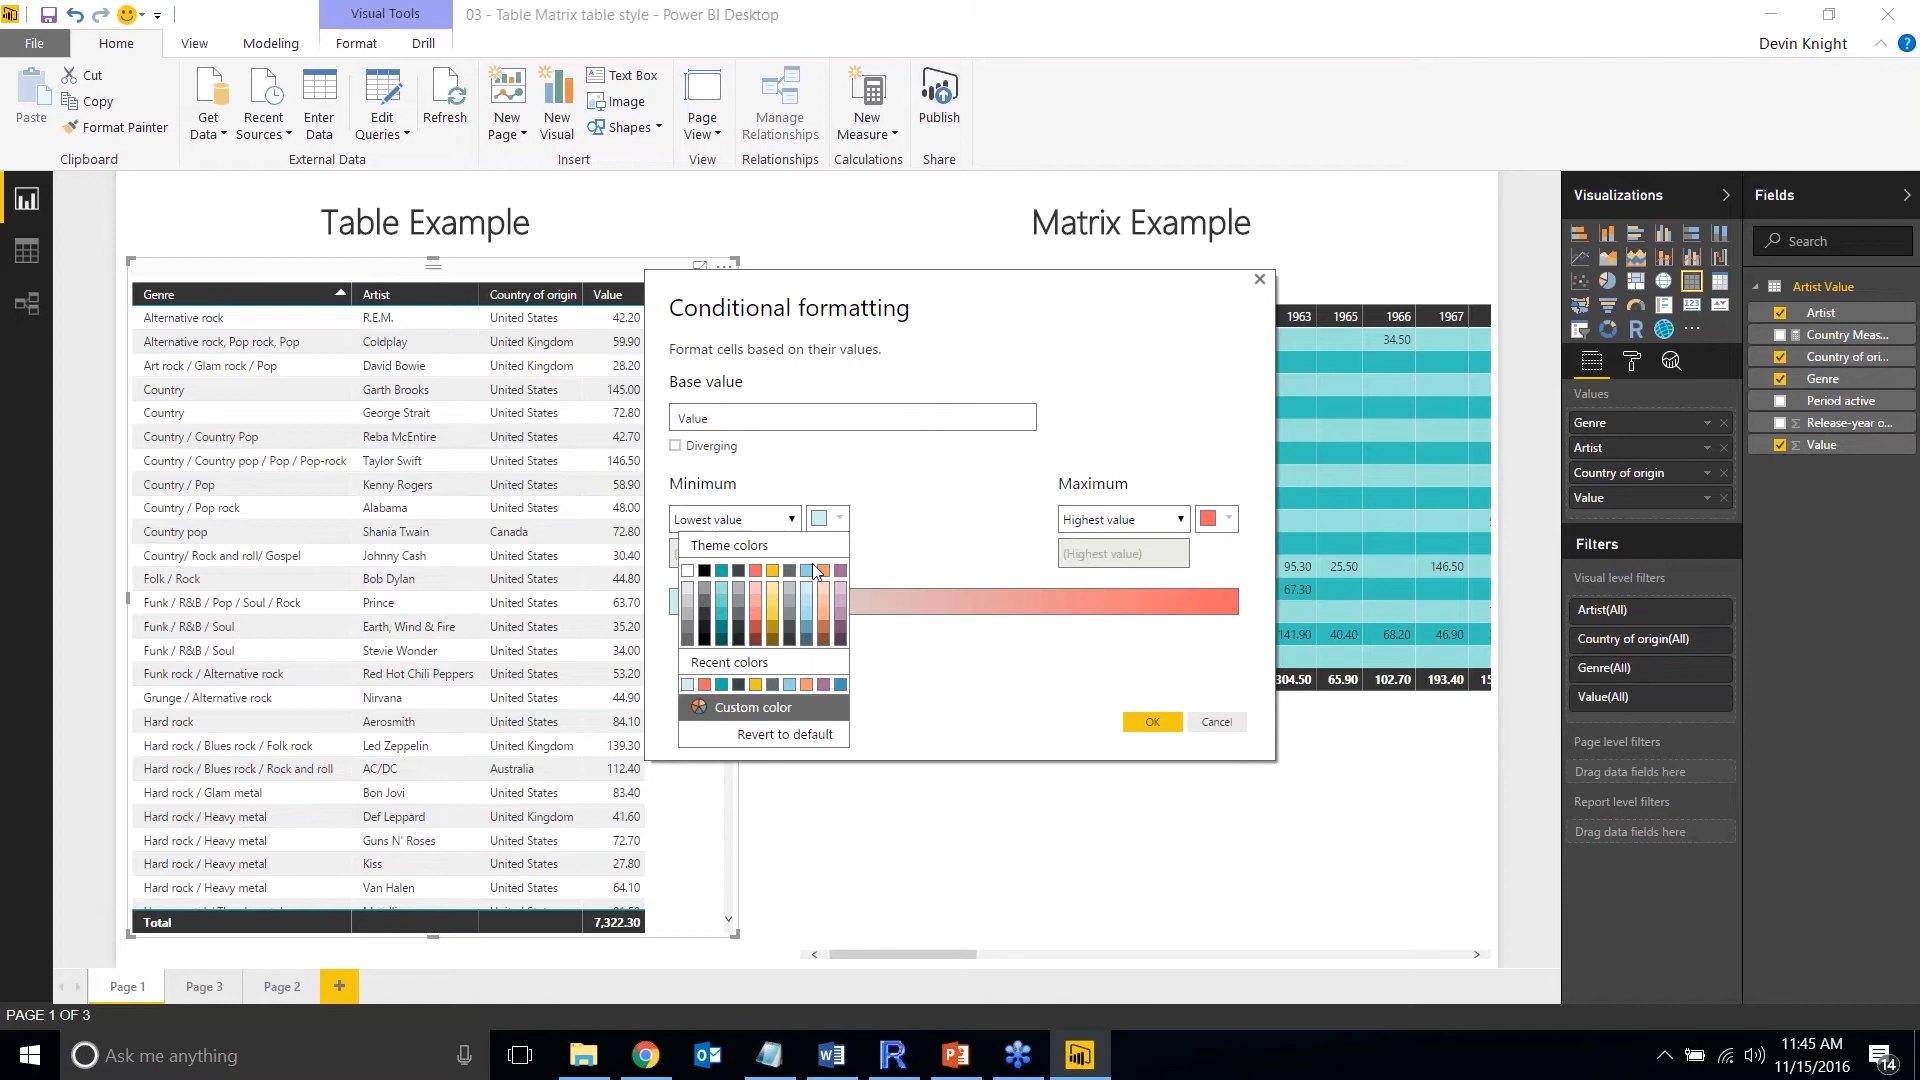 Visual Tools
03 - Table Matrix table style - Power BI Desktop
File Home View Modeling Format Drill
Devin Knight
Paste
Cut
Copy
Format Painter
Clipboard
Get Data
Recent Sources
Enter Data
Edit Queries
Refresh
External Data
New Page
New Visual
Text Box
Image
Shapes
Insert
Page View
View
Manage Relationships
Relationships
New Measure
Calculations
Publish
Share
Table Example
Genre Artist Country of origin Value
Alternative rock R.E.M. United States 42.20
Alternative rock, Pop rock, Pop Coldplay United Kingdom 59.90
Art rock / Glam rock / Pop David Bowie United Kingdom 28.20
Country Garth Brooks United States 145.00
Country George Strait United States 72.80
Country / Country Pop Reba McEntire United States 42.70
Country / Country pop / Pop / Pop-rock Taylor Swift United States 146.50
Country / Pop Kenny Rogers United States 58.90
Country / Pop rock Alabama United States 48.00
Country pop Shania Twain Canada 72.80
Country/ Rock and roll/ Gospel Johnny Cash United States 30.40
Folk / Rock Bob Dylan United States 44.80
Funk / R&B / Pop / Soul / Rock Prince United States 63.70
Funk / R&B / Soul Earth, Wind & Fire United States 35.20
Funk / R&B / Soul Stevie Wonder United States 34.00
Funk rock / Alternative rock Red Hot Chili Peppers United States 53.20
Grunge / Alternative rock Nirvana United States 44.90
Hard rock Aerosmith United States 84.10
Hard rock / Blues rock / Folk rock Led Zeppelin United Kingdom 139.30
Hard rock / Blues rock / Rock and roll AC/DC Australia 112.40
Hard rock / Glam metal Bon Jovi United States 83.40
Hard rock / Heavy metal Def Leppard United Kingdom 41.60
Hard rock / Heavy metal Guns N' Roses United States 72.70
Hard rock / Heavy metal Kiss United States 27.80
Hard rock / Heavy metal Van Halen United States 64.10
Total 7,322.30
Conditional formatting
Format cells based on their values.
Base value
Value
Diverging
Minimum
Lowest value
Theme colors
Recent colors
Custom color
Revert to default
Maximum
Highest value
(Highest value)
OK Cancel
Matrix Example
1963 1965 1966 1967
34.50
95.30 25.50 146.50
67.30
141.90 40.40 68.20 46.90
304.50 65.90 102.70 193.40 15
Visualizations
Values
Genre
Artist
Country of origin
Value
Filters
Visual level filters
Artist(All)
Country of origin(All)
Genre(All)
Value(All)
Page level filters
Drag data fields here
Report level filters
Drag data fields here
Fields
Search
Artist Value
Artist
Country Meas...
Country of ori...
Genre
Period active
Release-year o...
Value
Page 1 Page 3 Page 2 +
PAGE 1 OF 3
Ask me anything
11:45 AM
11/15/2016
14